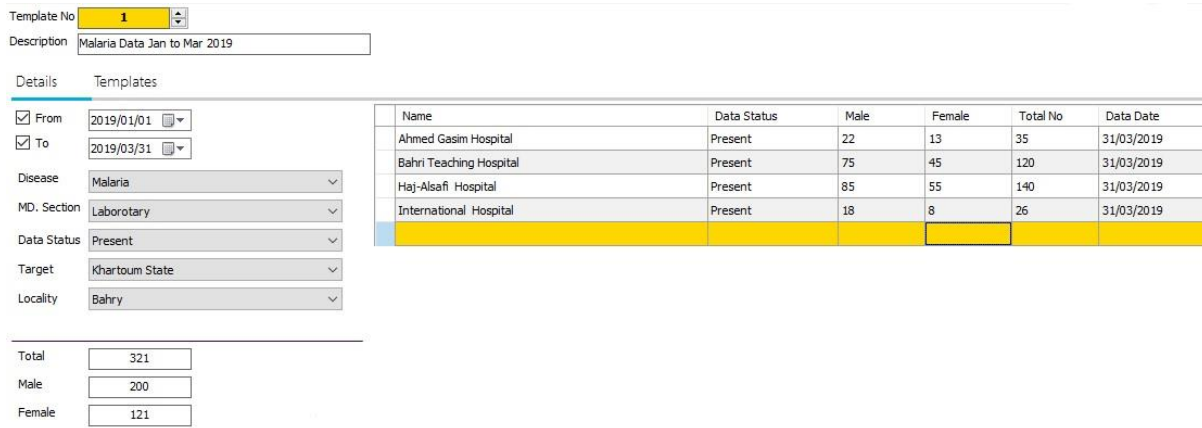 Template No 1
Description Malaria Data Jan to Mar 2019
Details Templates
From 2019/01/01
To 2019/03/31
Disease Malaria
MD. Section Laborotary
Data Status Present
Target Khartoum State
Locality Bahry
Total 321
Male 200
Female 121
Name Data Status Male Female Total No Data Date
Ahmed Gasim Hospital Present 22 13 35 31/03/2019
Bahri Teaching Hospital Present 75 45 120 31/03/2019
Haj-Alsafi Hospital Present 85 55 140 31/03/2019
International Hospital Present 18 8 26 31/03/2019